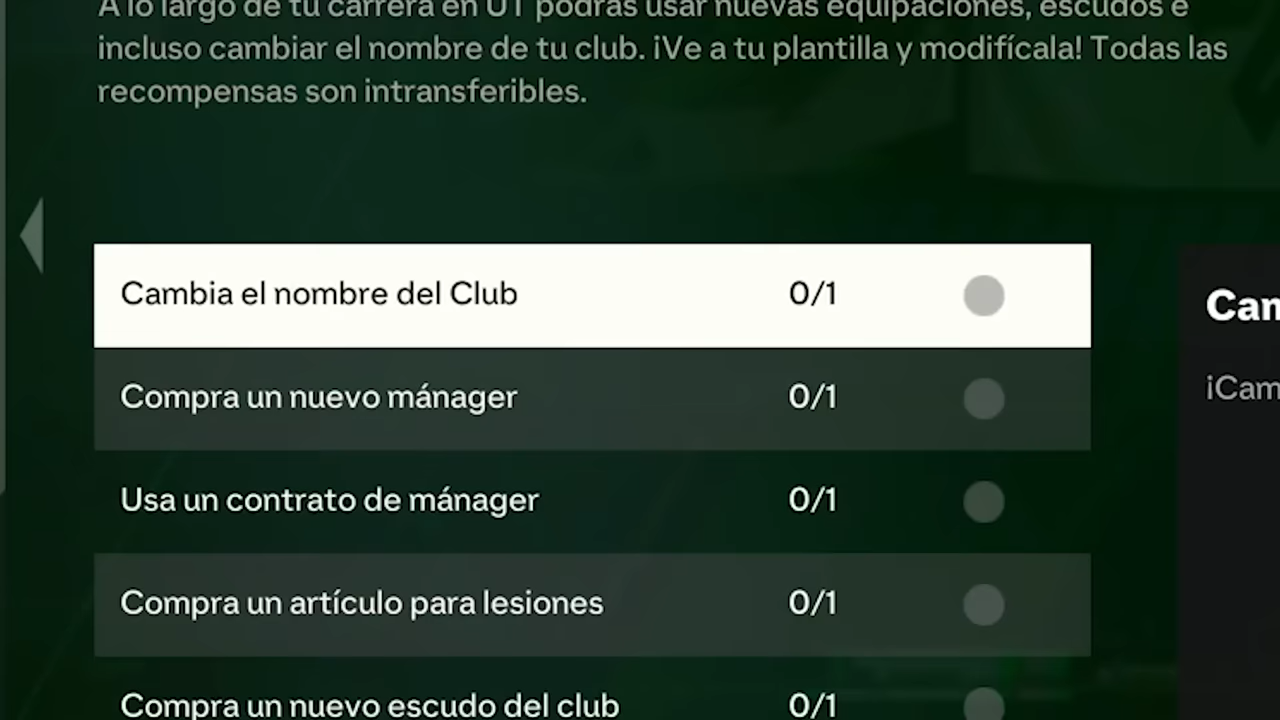 A lo largo de tu carrera en UT podrás usar nuevas equipaciones, escudos e
incluso cambiar el nombre de tu club. ¡Ve a tu plantilla y modifícala! Todas las
recompensas son intransferibles.
Cambia el nombre del Club 0/1
Can
Compra un nuevo mánager 0/1
¡Cam
Usa un contrato de mánager 0/1
Compra un artículo para lesiones 0/1
Compra un nuevo escudo del club 0/1